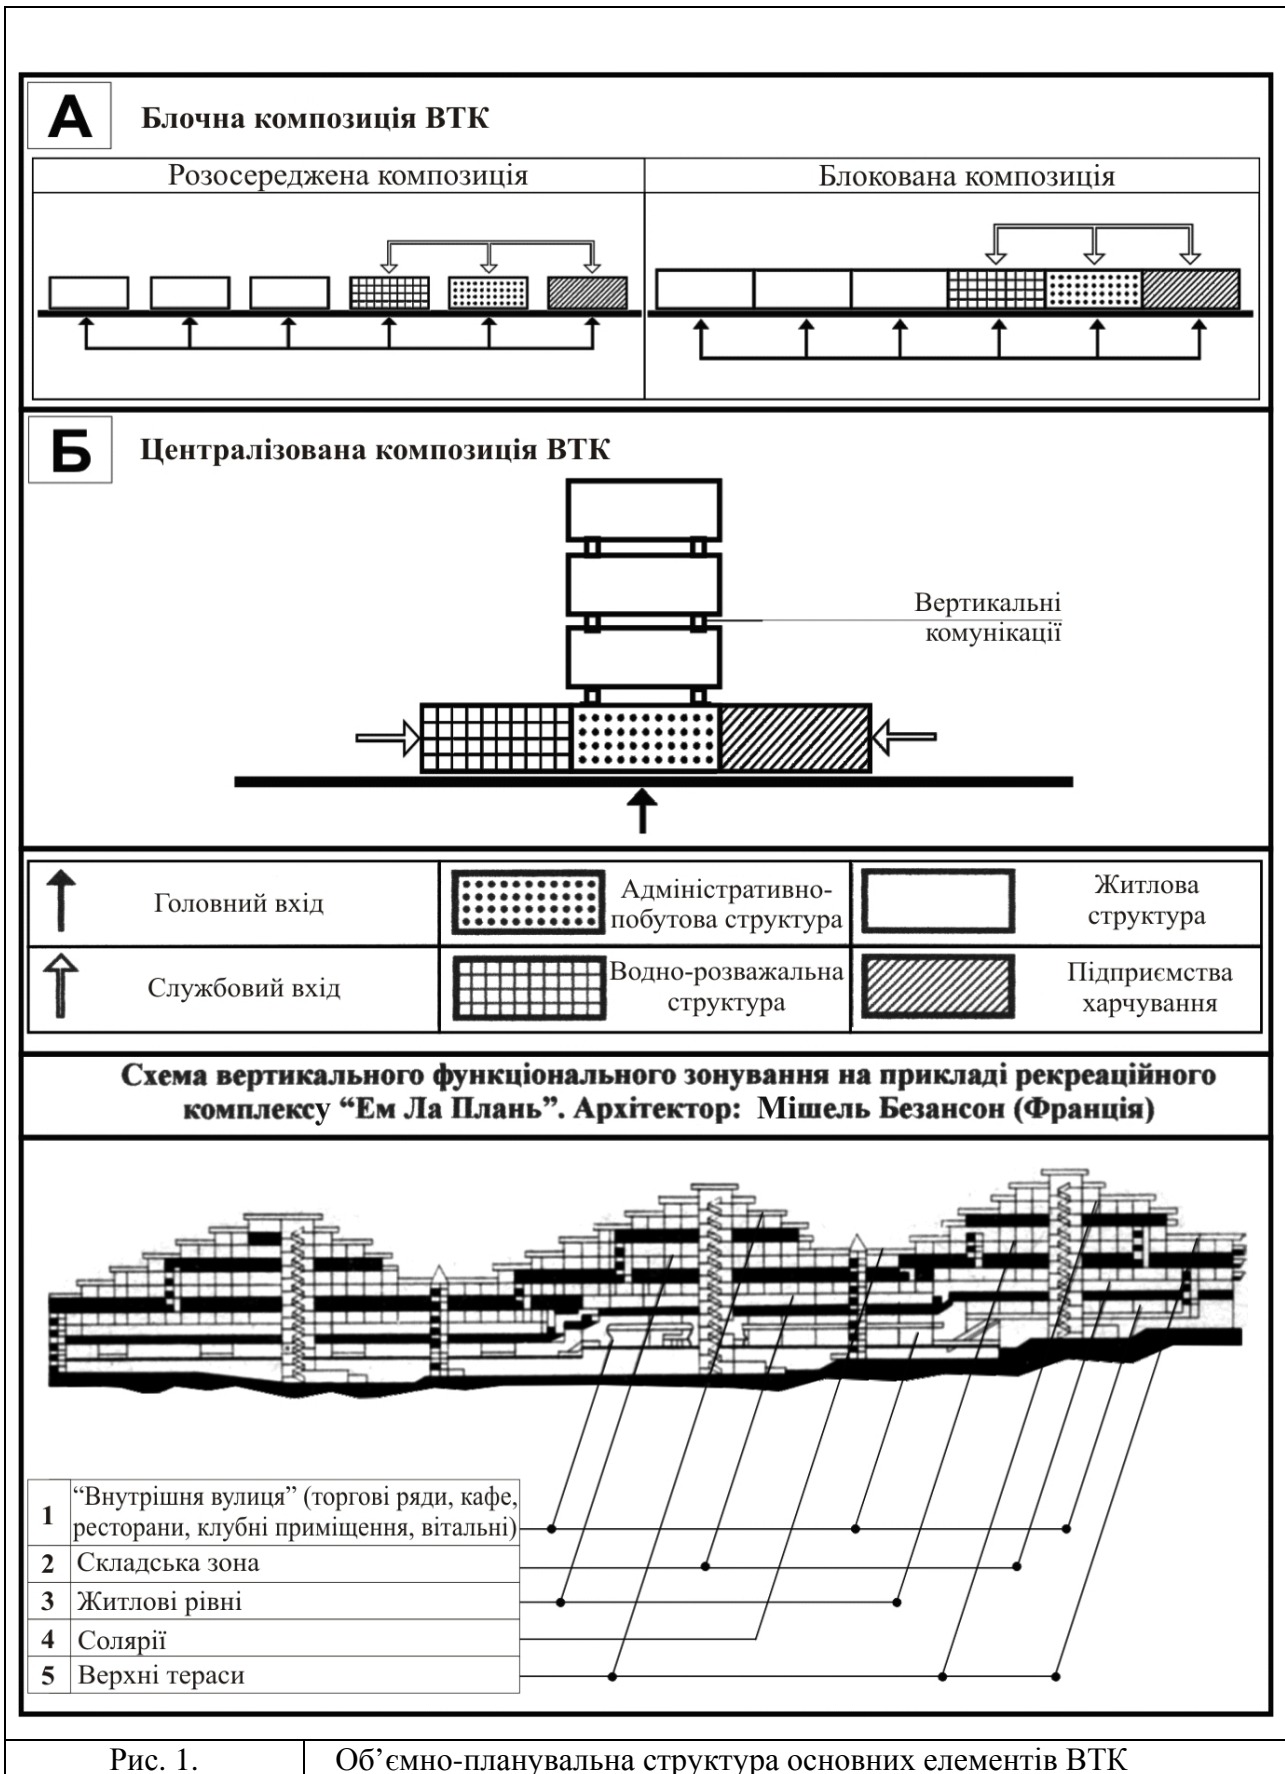 А
Блочна композиція ВТК
Розосереджена композиція
Блокована композиція
Б
Централізована композиція ВТК
Вертикальні
комунікації
Головний вхід
Адміністративно-
побутова структура
Житлова
структура
Службовий вхід
Водно-розважальна
структура
Підприємства
харчування
Схема вертикального функціонального зонування на прикладі рекреаційного
комплексу “Ем Ла Плань”. Архітектор: Мішель Безансон (Франція)
1 “Внутрішня вулиця” (торгові ряди, кафе,
ресторани, клубні приміщення, вітальні)
2 Складська зона
3 Житлові рівні
4 Солярії
5 Верхні тераси
Рис. 1. Об’ємно-планувальна структура основних елементів ВТК